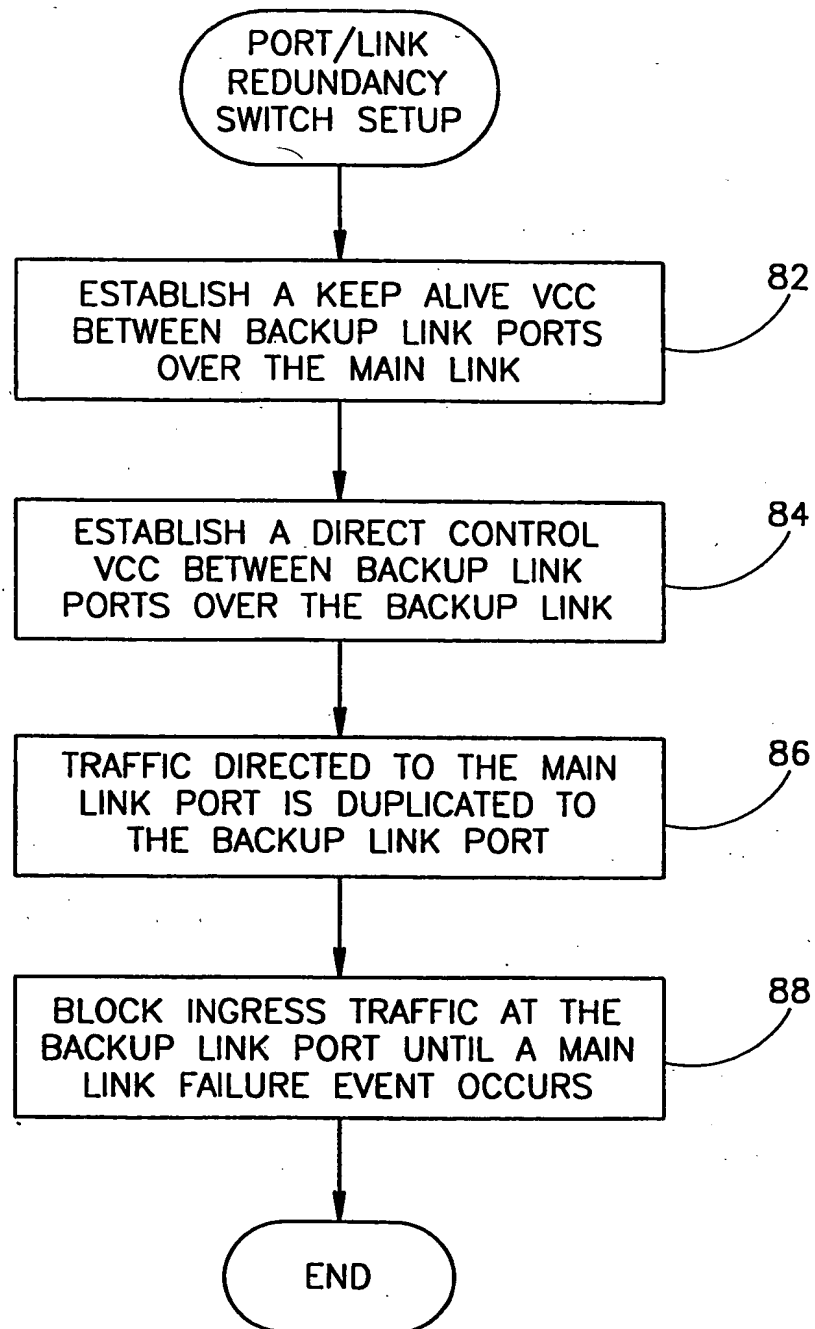 PORT/LINK
REDUNDANCY
SWITCH SETUP
ESTABLISH A KEEP ALIVE VCC
BETWEEN BACKUP LINK PORTS
OVER THE MAIN LINK
82
ESTABLISH A DIRECT CONTROL
VCC BETWEEN BACKUP LINK
PORTS OVER THE BACKUP LINK
84
TRAFFIC DIRECTED TO THE MAIN
LINK PORT IS DUPLICATED TO
THE BACKUP LINK PORT
86
BLOCK INGRESS TRAFFIC AT THE
BACKUP LINK PORT UNTIL A MAIN
LINK FAILURE EVENT OCCURS
88
END